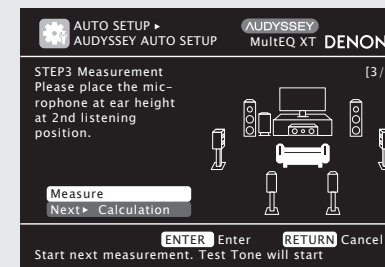 AUTO SETUP ▸
AUDYSSEY AUTO SETUP
AUDYSSEY
MultEQ XT DENON
STEP3 Measurement
[3/
Please place the mic-
rophone at ear height
at 2nd listening
position.
Measure
Next▸ Calculation
ENTER Enter RETURN Cancel
Start next measurement. Test Tone will start